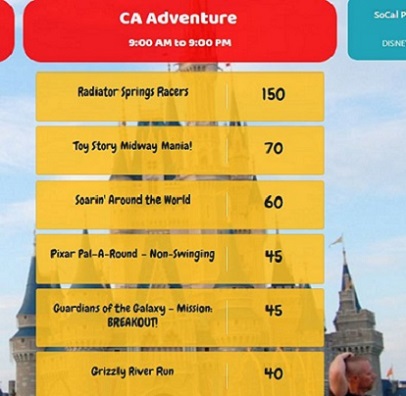 CA Adventure
SoCal P
9:00 AM to 9:00 PM
DISNE
Radiator Springs Racers 150
Toy Story Midway Mania! 70
Soarin' Around the World 60
Pixar Pal-A-Round - Non-Swinging 45
Guardians of the Galaxy - Mission: 45
BREAKOUT!
Grizzly River Run 40